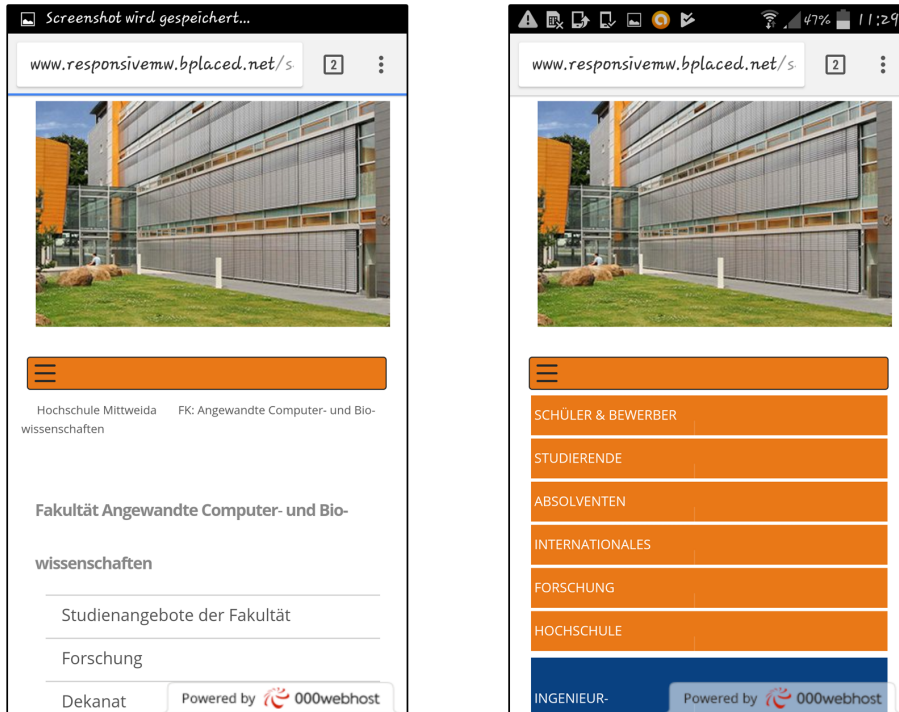 Screenshot wird gespeichert...
www.responsivemw.bplaced.net/s
2
Hochschule Mittweida FK: Angewandte Computer- und Bio-
wissenschaften
Fakultät Angewandte Computer- und Bio-
wissenschaften
Studienangebote der Fakultät
Forschung
Dekanat
Powered by 000webhost
47% 11:29
www.responsivemw.bplaced.net/s
2
SCHÜLER & BEWERBER
STUDIERENDE
ABSOLVENTEN
INTERNATIONALES
FORSCHUNG
HOCHSCHULE
INGENIEUR-
Powered by 000webhost